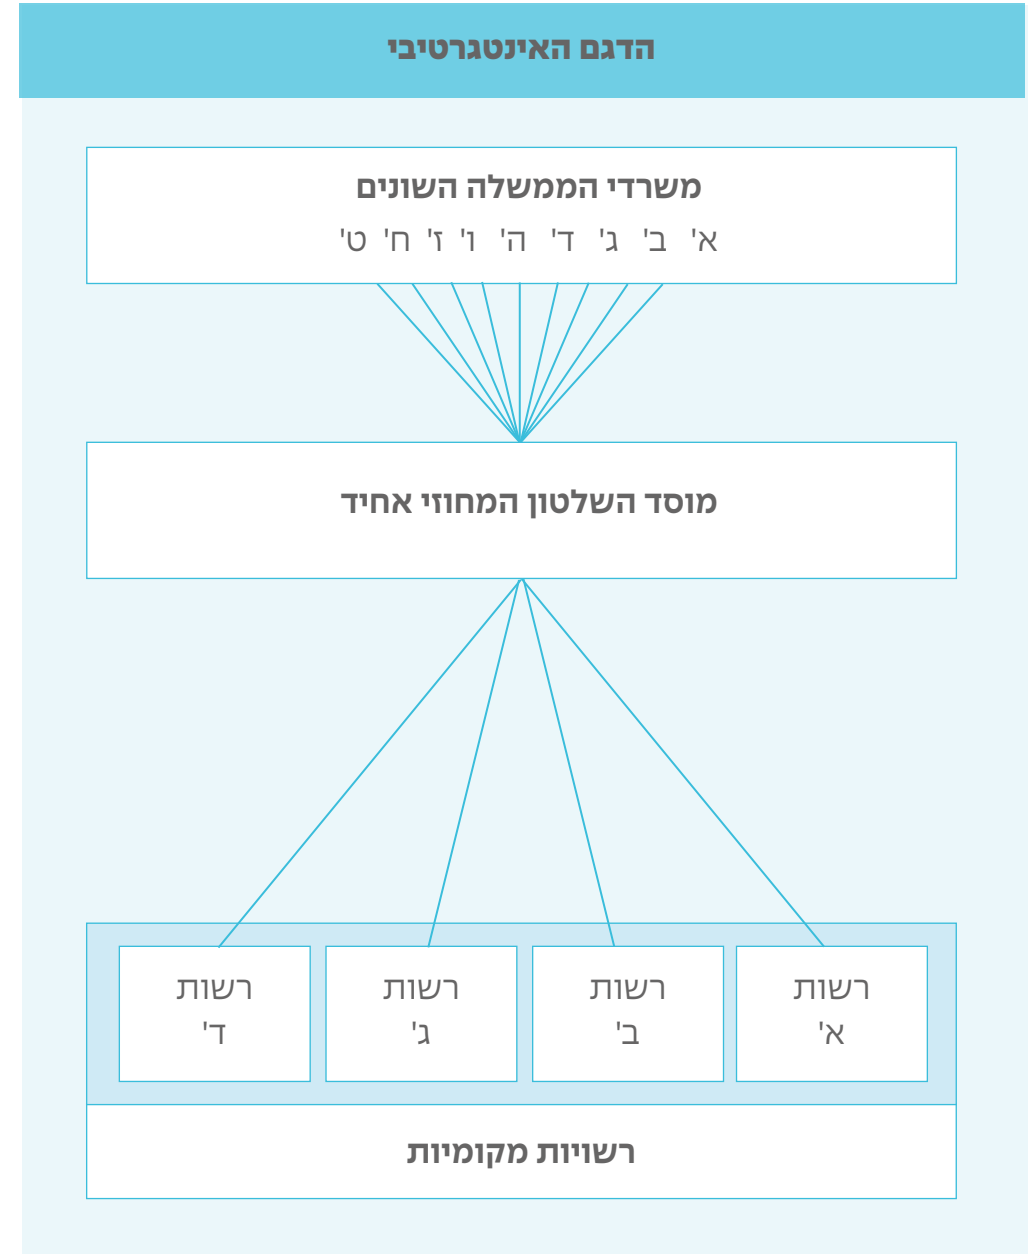 הדגם האינטגרטיבי
משרדי הממשלה השונים
א' ב' ג' ד' ה' ו' ז' ח' ט'
מוסד השלטון המחוזי אחיד
רשות א'
רשות ב'
רשות ג'
רשות ד'
רשויות מקומיות